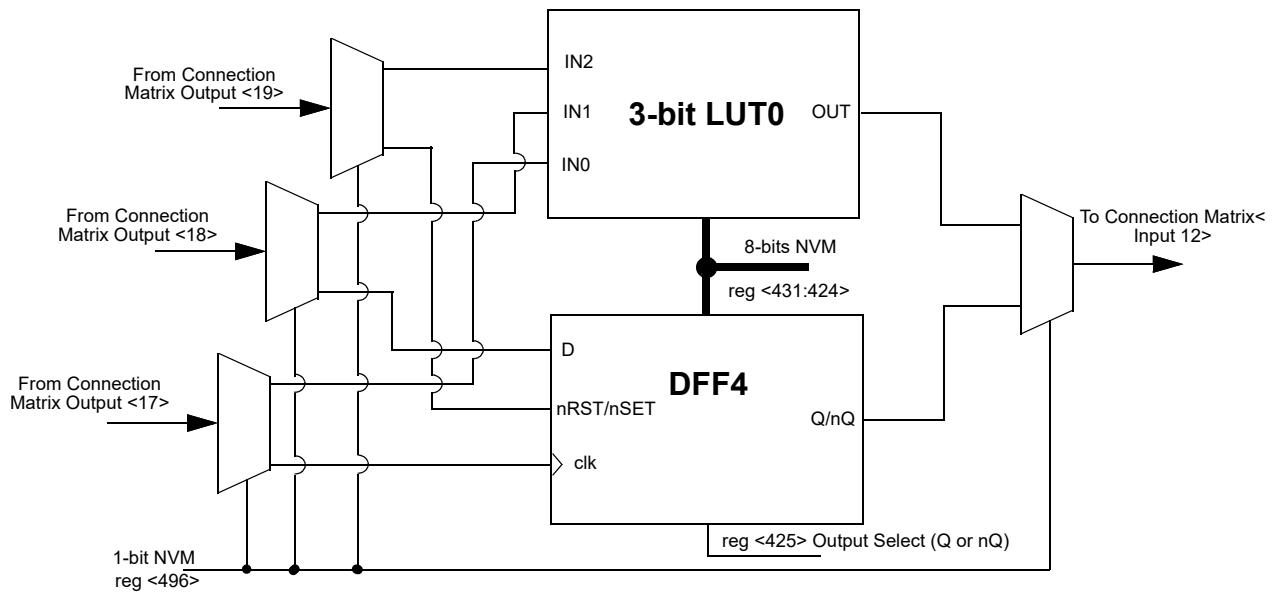 From Connection
Matrix Output <19>
IN2
IN1
IN0
3-bit LUT0
OUT
From Connection
Matrix Output <18>
To Connection Matrix<
Input 12>
8-bits NVM
reg <431:424>
From Connection
Matrix Output <17>
D
nRST/nSET
clk
DFF4
Q/nQ
reg <425> Output Select (Q or nQ)
1-bit NVM
reg <496>